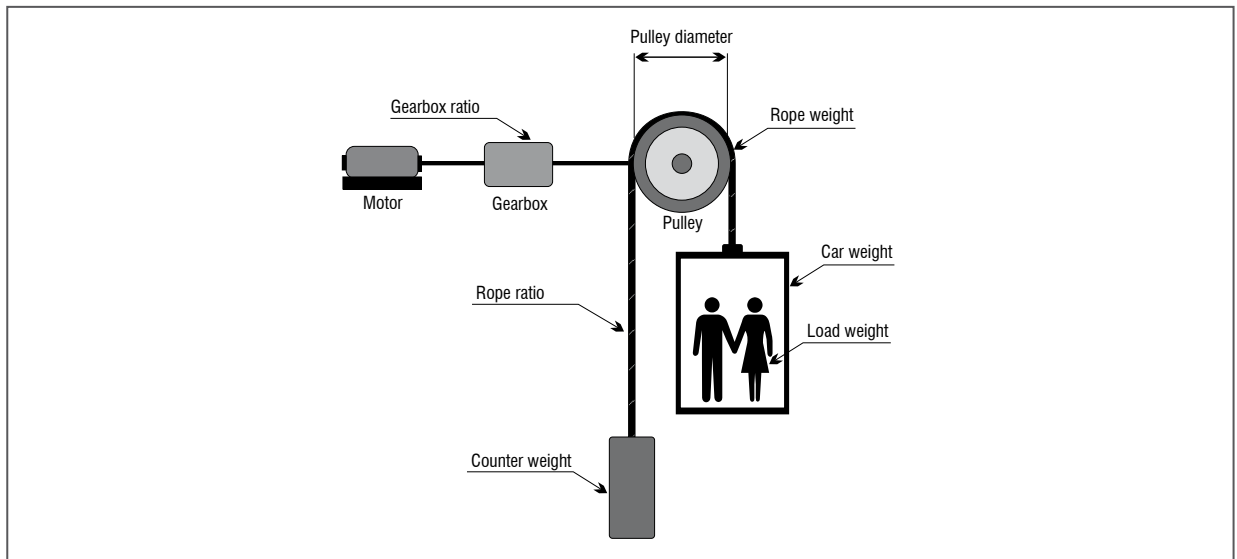 Pulley diameter
Gearbox ratio
Rope weight
Motor
Gearbox
Pulley
Car weight
Rope ratio
Load weight
Counter weight